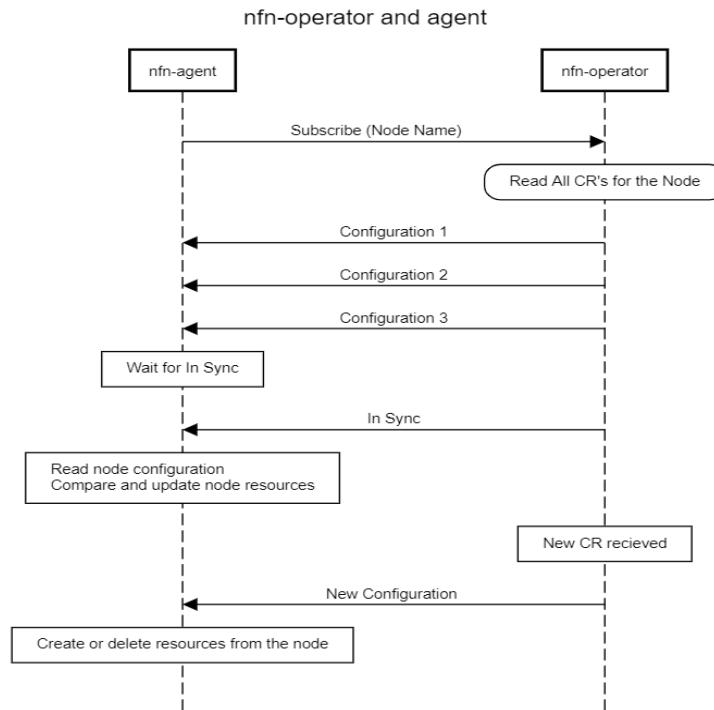 nfn-operator and agent
nfn-agent
nfn-operator
Subscribe (Node Name)
Read All CR's for the Node
Configuration 1
Configuration 2
Configuration 3
Wait for In Sync
In Sync
Read node configuration
Compare and update node resources
New CR recieved
New Configuration
Create or delete resources from the node